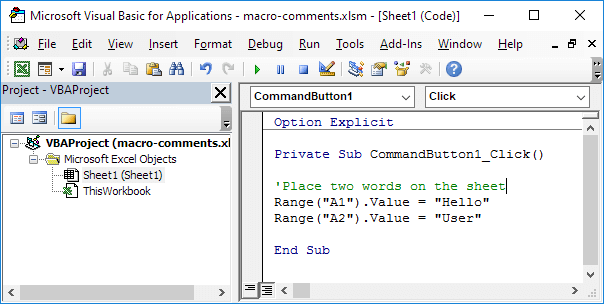 Microsoft Visual Basic for Applications - macro-comments.xlsm - [Sheet1 (Code)]
File Edit View Insert Format Debug Run Tools Add-Ins Window Help
Project - VBAProject
VBAProject (macro-comments.xl
Microsoft Excel Objects
Sheet1 (Sheet1)
ThisWorkbook
CommandButton1 Click
Option Explicit
Private Sub CommandButton1_Click()
'Place two words on the sheet
Range("A1").Value = "Hello"
Range("A2").Value = "User"
End Sub